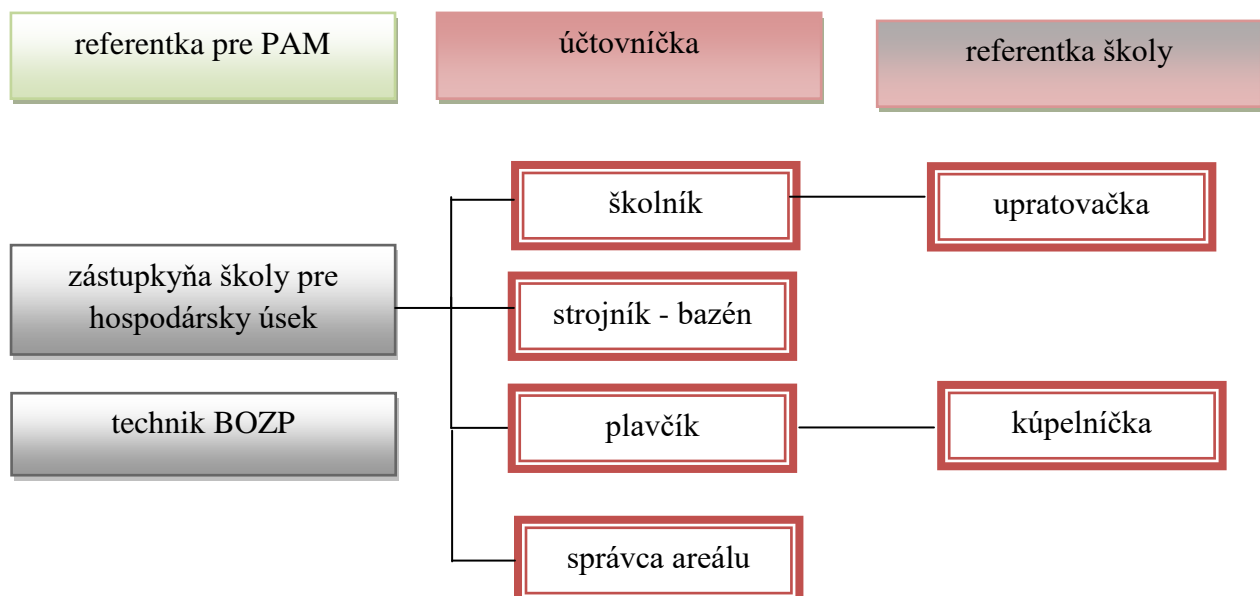 referentka pre PAM
účtovníčka
referentka školy
školník
upratovačka
zástupkyňa školy pre
hospodársky úsek
strojník - bazén
technik BOZP
plavčík
kúpelníčka
správca areálu